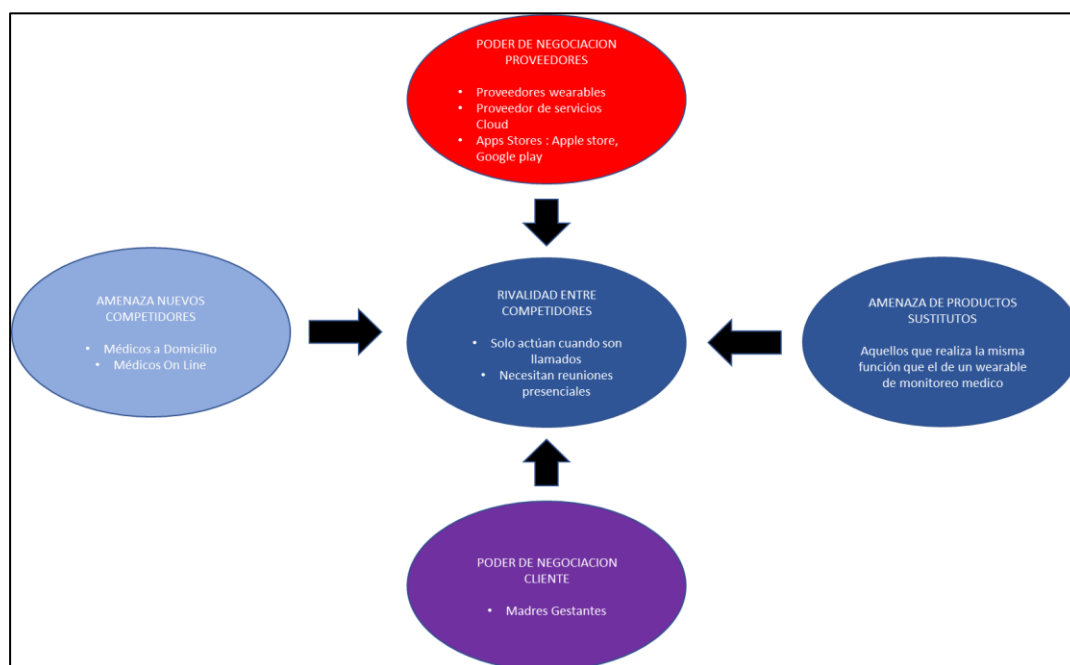 PODER DE NEGOCIACION
PROVEEDORES
• Proveedores wearables
• Proveedor de servicios
Cloud
• Apps Stores : Apple store,
Google play
AMENAZA NUEVOS
COMPETIDORES
• Médicos a Domicilio
• Médicos On Line
RIVALIDAD ENTRE
COMPETIDORES
• Solo actúan cuando son
llamados
• Necesitan reuniones
presenciales
AMENAZA DE PRODUCTOS
SUSTITUTOS
Aquellos que realiza la misma
función que el de un wearable
de monitoreo medico
PODER DE NEGOCIACION
CLIENTE
• Madres Gestantes